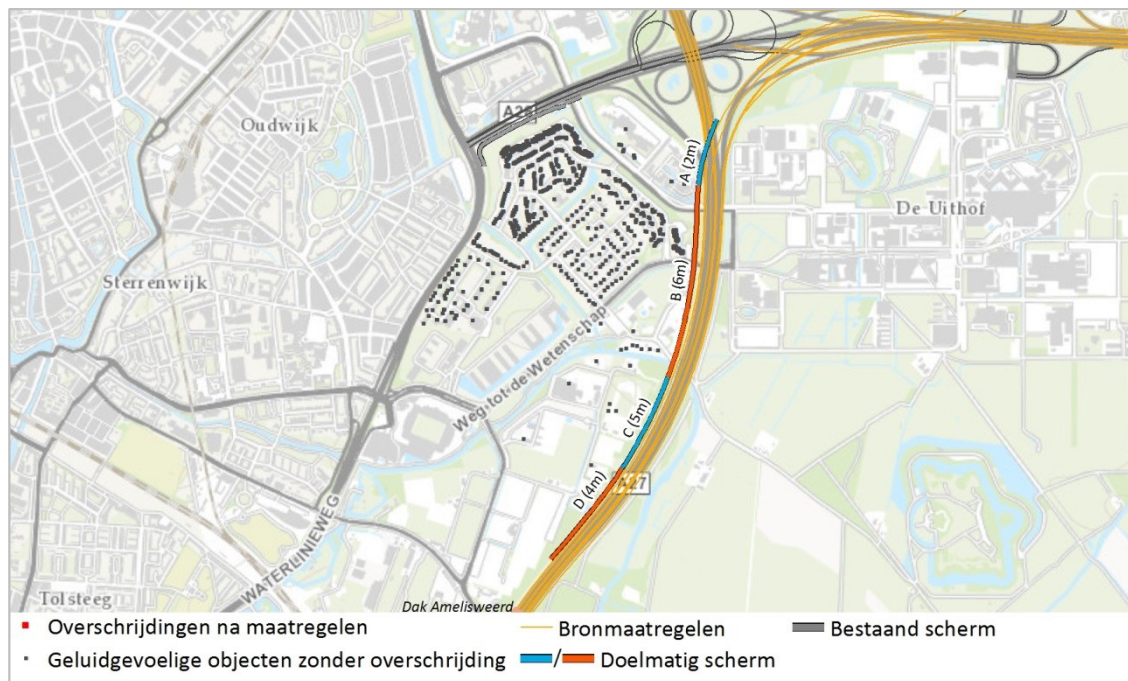 Oudwijk
A28
A (2m)
De Uithof
Sterrenwijk
B (6m)
Weg tot de Wetenschap
C (5m)
D (4m)
A27
WATERLINIEWEG
Tolsteeg
Dak Amelisweerd
Overschrijdingen na maatregelen
Bronmaatregelen
Bestaand scherm
Geluidgevoelige objecten zonder overschrijding
/ Doelmatig scherm